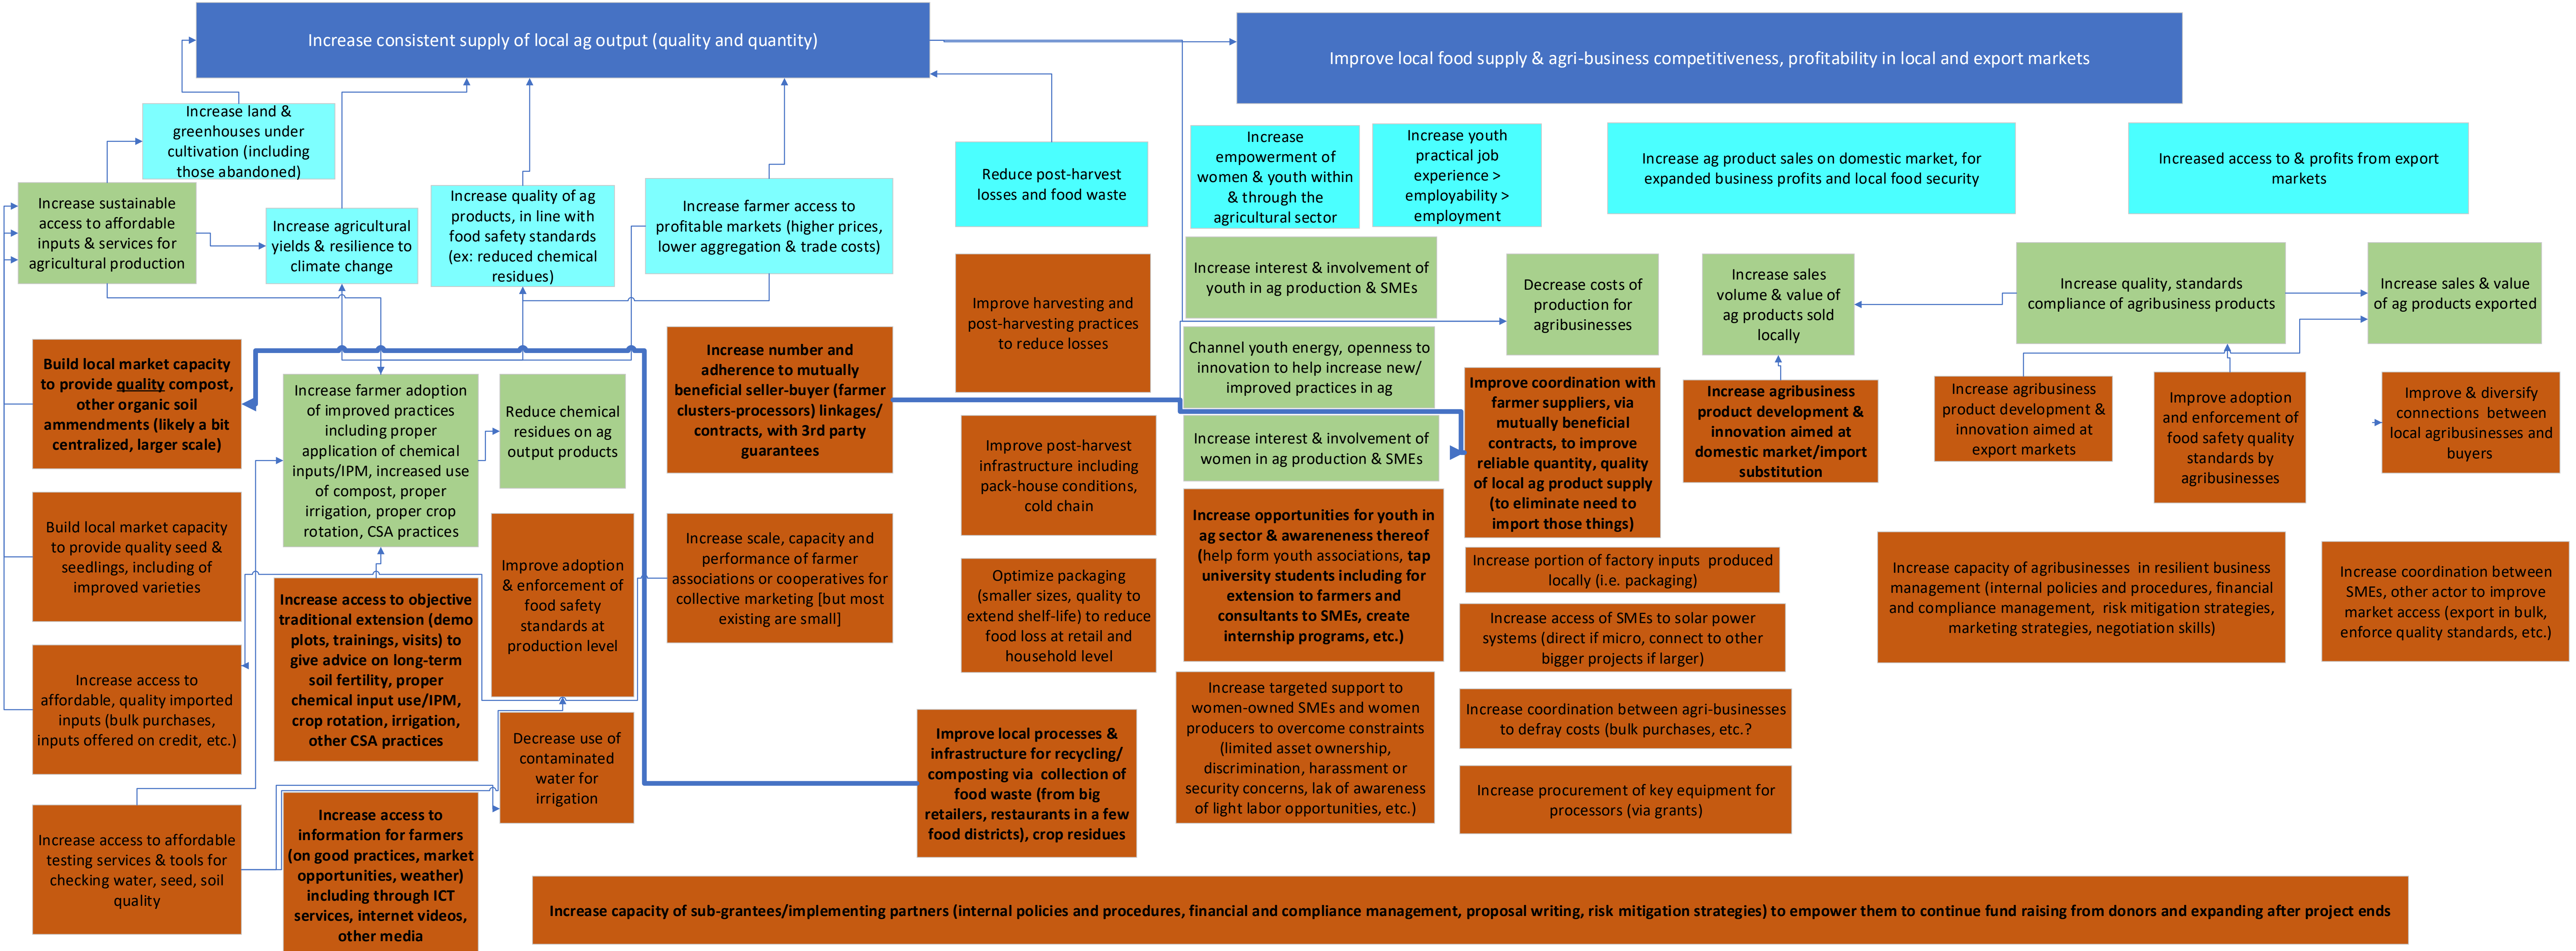 Increase consistent supply of local ag output (quality and quantity)
Improve local food supply & agri-business competitiveness, profitability in local and export markets
Increase land &
greenhouses under
cultivation (including
those abandoned)
Increase sustainable
access to affordable
inputs & services for
agricultural production
Increase agricultural
yields & resilience to
climate change
Increase quality of ag
products, in line with
food safety standards
(ex: reduced chemical
residues)
Increase farmer access to
profitable markets (higher prices,
lower aggregation & trade costs)
Reduce post-harvest
losses and food waste
Increase
empowerment of
women & youth within
& through the
agricultural sector
Increase youth
practical job
experience >
employability >
employment
Increase ag product sales on domestic market, for
expanded business profits and local food security
Increased access to & profits from export
markets
Improve harvesting and
post-harvesting practices
to reduce losses
Increase interest & involvement of
youth in ag production & SMEs
Decrease costs of
production for
agribusinesses
Increase sales
volume & value of
ag products sold
locally
Increase quality, standards
compliance of agribusiness products
Increase sales & value
of ag products exported
Build local market capacity
to provide quality compost,
other organic soil
ammendments (likely a bit
centralized, larger scale)
Increase farmer adoption
of improved practices
including proper
application of chemical
inputs/IPM, increased use
of compost, proper
irrigation, proper crop
rotation, CSA practices
Reduce chemical
residues on ag
output products
Increase number and
adherence to mutually
beneficial seller-buyer (farmer
clusters-processors) linkages/
contracts, with 3rd party
guarantees
Channel youth energy, openness to
innovation to help increase new/
improved practices in ag
Increase interest & involvement of
women in ag production & SMEs
Improve coordination with
farmer suppliers, via
mutually beneficial
contracts, to improve
reliable quantity, quality
of local ag product supply
(to eliminate need to
import those things)
Increase agribusiness
product development &
innovation aimed at
domestic market/import
substitution
Increase agribusiness
product development &
innovation aimed at
export markets
Improve adoption
and enforcement of
food safety quality
standards by
agribusinesses
Improve & diversify
connections between
local agribusinesses and
buyers
Improve post-harvest
infrastructure including
pack-house conditions,
cold chain
Build local market capacity
to provide quality seed &
seedlings, including of
improved varieties
Improve adoption
& enforcement of
food safety
standards at
production level
Increase scale, capacity and
performance of farmer
associations or cooperatives for
collective marketing [but most
existing are small]
Optimize packaging
(smaller sizes, quality to
extend shelf-life) to reduce
food loss at retail and
household level
Increase opportunities for youth in
ag sector & awareneness thereof
(help form youth associations, tap
university students including for
extension to farmers and
consultants to SMEs, create
internship programs, etc.)
Increase portion of factory inputs produced
locally (i.e. packaging)
Increase access of SMEs to solar power
systems (direct if micro, connect to other
bigger projects if larger)
Increase capacity of agribusinesses in resilient business
management (internal policies and procedures, financial
and compliance management, risk mitigation strategies,
marketing strategies, negotiation skills)
Increase coordination between
SMEs, other actor to improve
market access (export in bulk,
enforce quality standards, etc.)
Increase access to
affordable, quality imported
inputs (bulk purchases,
inputs offered on credit, etc.)
Increase access to objective
traditional extension (demo
plots, trainings, visits) to
give advice on long-term
soil fertility, proper
chemical input use/IPM,
crop rotation, irrigation,
other CSA practices
Decrease use of
contaminated
water for
irrigation
Improve local processes &
infrastructure for recycling/
composting via collection of
food waste (from big
retailers, restaurants in a few
food districts), crop residues
Increase targeted support to
women-owned SMEs and women
producers to overcome constraints
(limited asset ownership,
discrimination, harassment or
security concerns, lak of awareness
of light labor opportunities, etc.)
Increase coordination between agri-businesses
to defray costs (bulk purchases, etc.?
Increase procurement of key equipment for
processors (via grants)
Increase access to affordable
testing services & tools for
checking water, seed, soil
quality
Increase access to
information for farmers
(on good practices, market
opportunities, weather)
including through ICT
services, internet videos,
other media
Increase capacity of sub-grantees/implementing partners (internal policies and procedures, financial and compliance management, proposal writing, risk mitigation strategies) to empower them to continue fund raising from donors and expanding after project ends